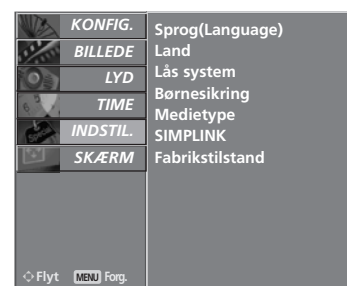 KONFIG.
BILLEDE
LYD
TIME
INDSTIL.
SKÆRM
Sprog(Language)
Land
Lås system
Børnesikring
Medietype
SIMPLINK
Fabrikstilstand
Flyt MENU Forg.